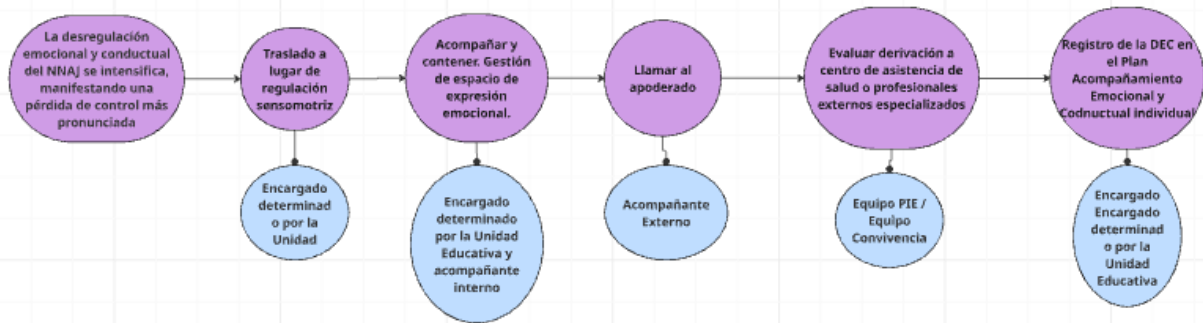 La desregulación
emocional y conductual
del NNAJ se intensifica,
manifestando una
pérdida de control más
pronunciada
Traslado a
lugar de
regulación
sensomotriz
Acompañar y
contener. Gestión
de espacio de
expresión
emocional.
Llamar al
apoderado
Evaluar derivación a
centro de asistencia de
salud o profesionales
externos especializados
Registro de la DEC en
el Plan
Acompañamiento
Emocional y
Codnuctual individual
Encargado
determinad
o por la
Unidad
Encargado
determinado
por la Unidad
Educativa y
acompañante
interno
Acompañante
Externo
Equipo PIE /
Equipo
Convivencia
Encargado
Encargado
determinad
o por la
Unidad
Educativa